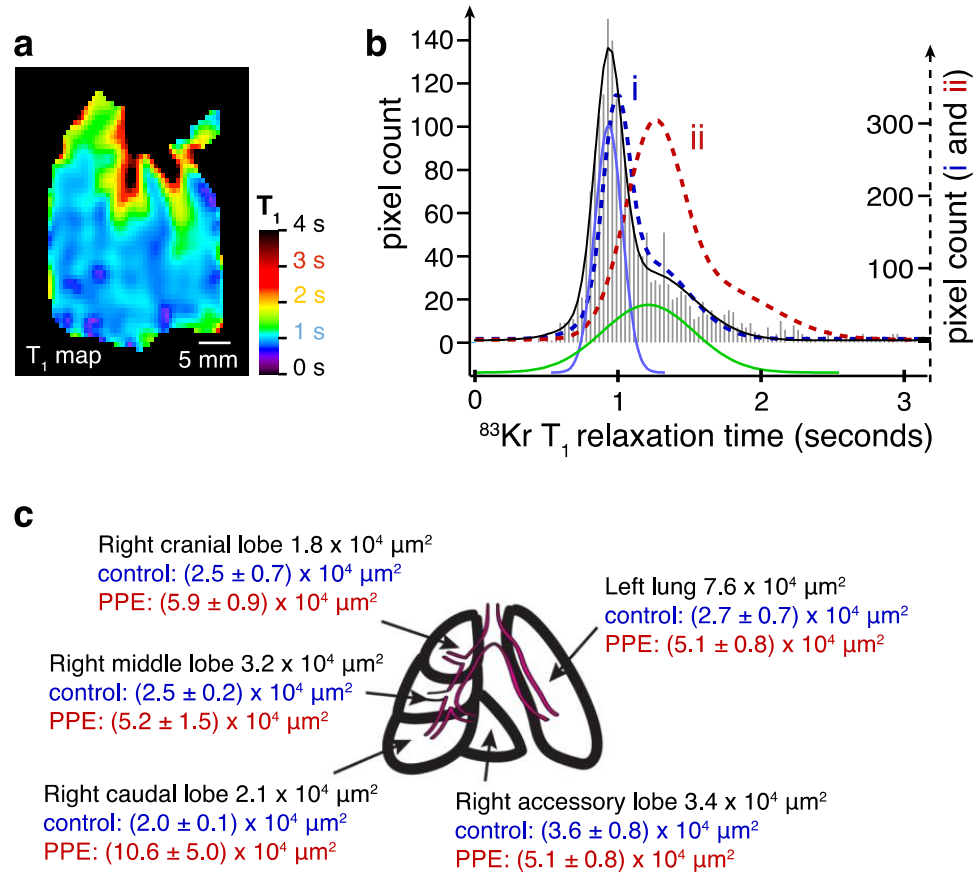 a
T₁
4 s
3 s
2 s
1 s
0 s
T₁ map
5 mm
b
pixel count
140
120
100
80
60
40
20
0
i
ii
300
200
100
pixel count (i and ii)
0
1
2
3
⁸³Kr T₁ relaxation time (seconds)
c
Right cranial lobe 1.8 x 10⁴ μm²
control: (2.5 ± 0.7) x 10⁴ μm²
PPE: (5.9 ± 0.9) x 10⁴ μm²
Left lung 7.6 x 10⁴ μm²
control: (2.7 ± 0.7) x 10⁴ μm²
PPE: (5.1 ± 0.8) x 10⁴ μm²
Right middle lobe 3.2 x 10⁴ μm²
control: (2.5 ± 0.2) x 10⁴ μm²
PPE: (5.2 ± 1.5) x 10⁴ μm²
Right caudal lobe 2.1 x 10⁴ μm²
control: (2.0 ± 0.1) x 10⁴ μm²
PPE: (10.6 ± 5.0) x 10⁴ μm²
Right accessory lobe 3.4 x 10⁴ μm²
control: (3.6 ± 0.8) x 10⁴ μm²
PPE: (5.1 ± 0.8) x 10⁴ μm²